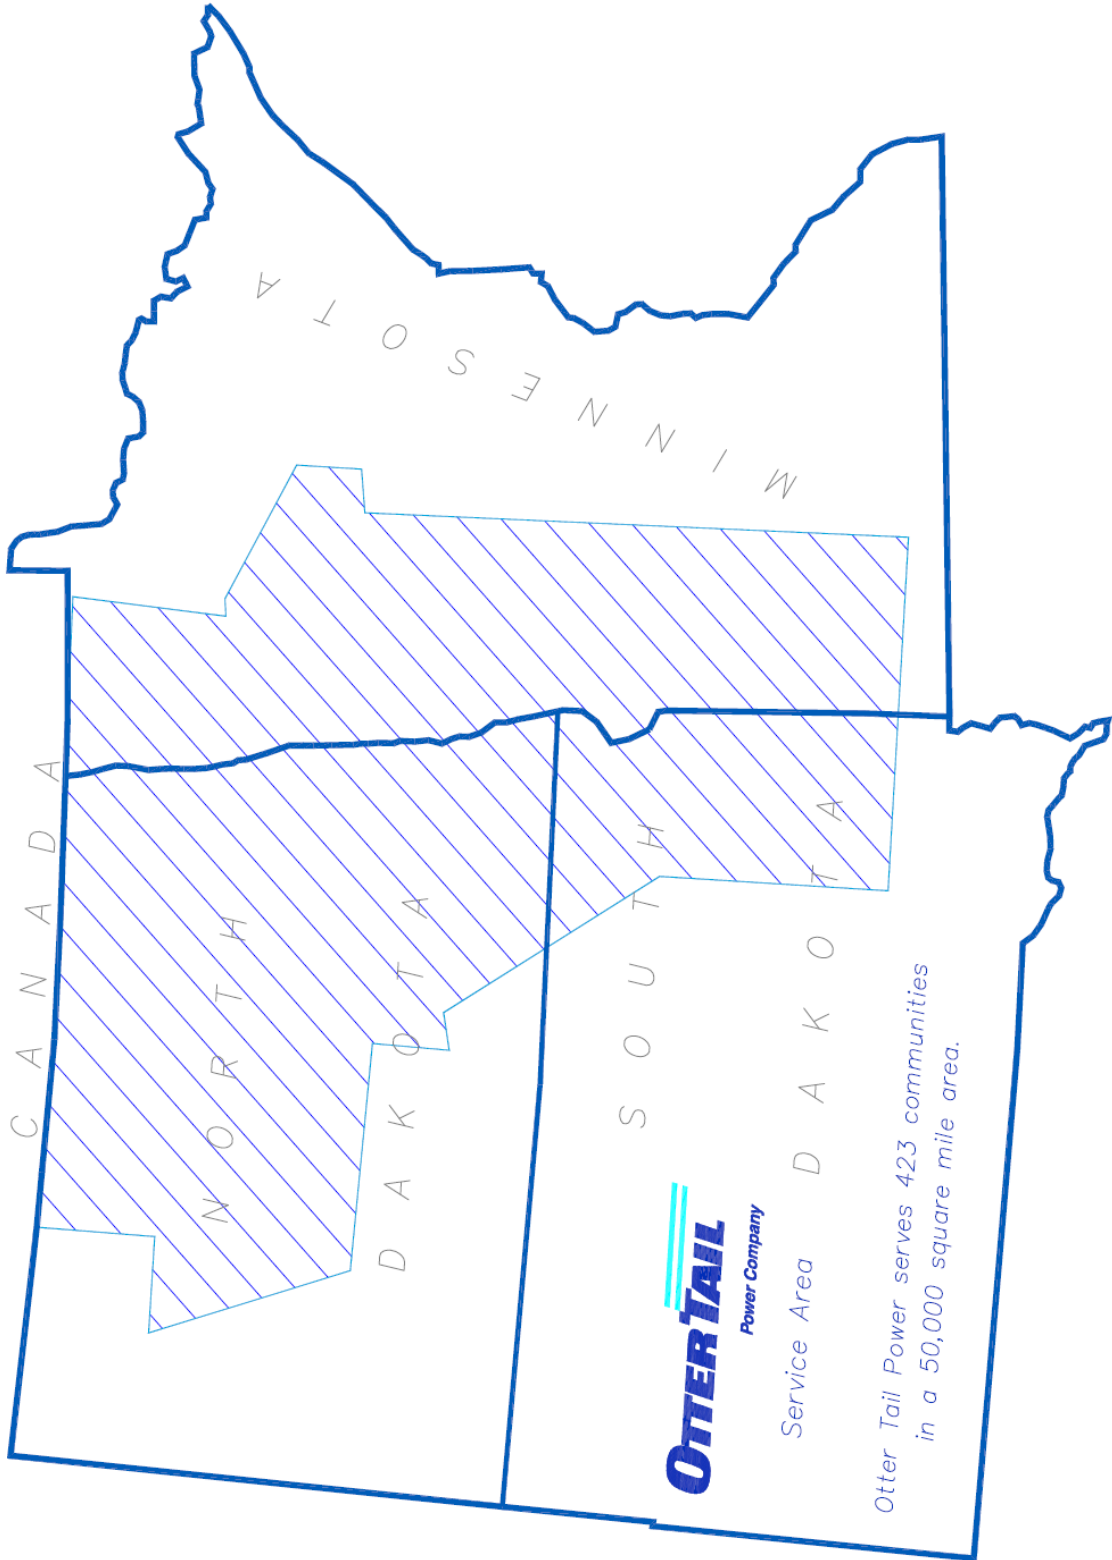 CANADA
NORTH
DAKOTA
MINNESOTA
SOUTH
DAKOTA
OTTERTAIL
Power Company
Service Area
Otter Tail Power serves 423 communities
in a 50,000 square mile area.